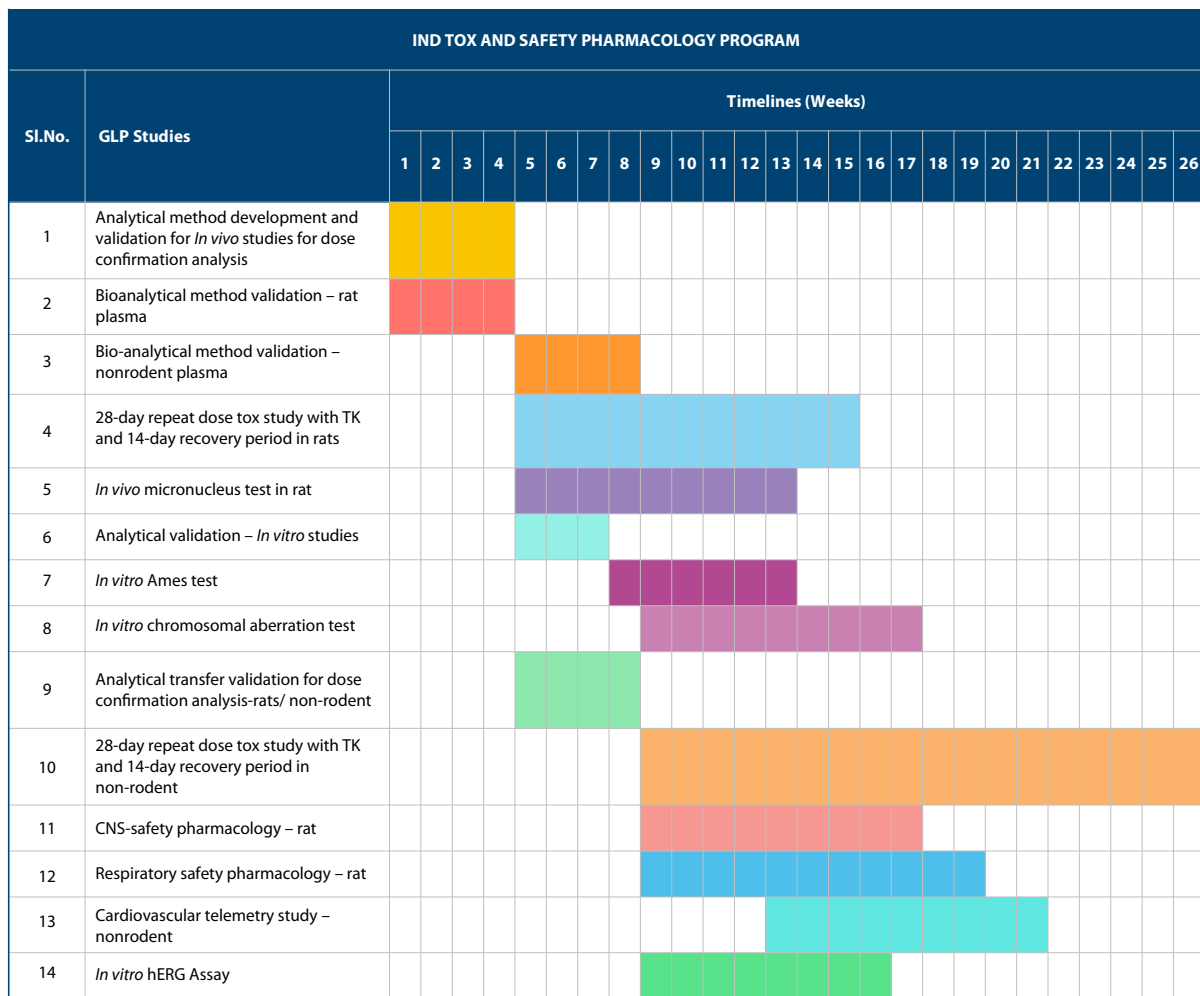 IND TOX AND SAFETY PHARMACOLOGY PROGRAM
Sl.No.
GLP Studies
Timelines (Weeks)
1 2 3 4 5 6 7 8 9 10 11 12 13 14 15 16 17 18 19 20 21 22 23 24 25 26
1
Analytical method development and
validation for In vivo studies for dose
confirmation analysis
2
Bioanalytical method validation – rat
plasma
3
Bio-analytical method validation –
nonrodent plasma
4
28-day repeat dose tox study with TK
and 14-day recovery period in rats
5
In vivo micronucleus test in rat
6
Analytical validation – In vitro studies
7
In vitro Ames test
8
In vitro chromosomal aberration test
9
Analytical transfer validation for dose
confirmation analysis-rats/ non-rodent
10
28-day repeat dose tox study with TK
and 14-day recovery period in
non-rodent
11
CNS-safety pharmacology – rat
12
Respiratory safety pharmacology – rat
13
Cardiovascular telemetry study –
nonrodent
14
In vitro hERG Assay